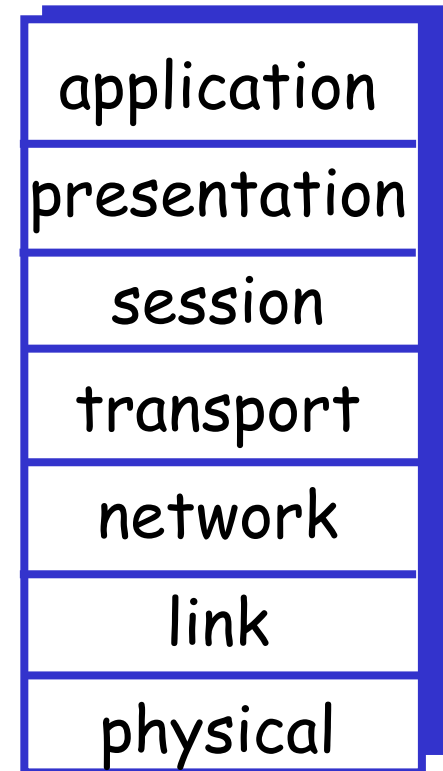 application
presentation
session
transport
network
link
physical